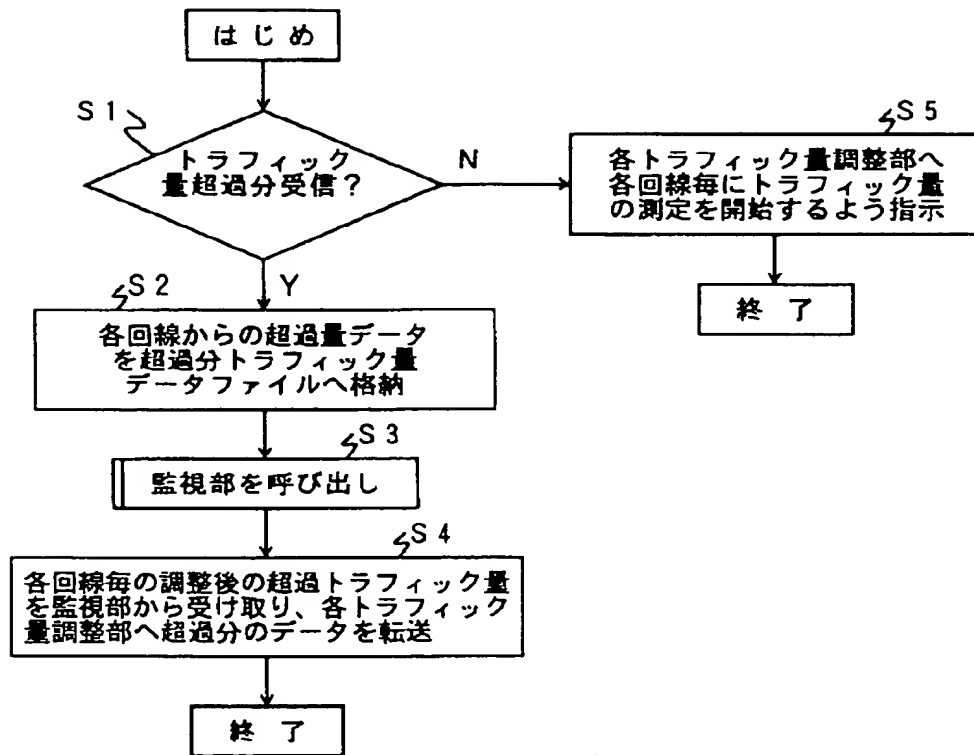 はじめ
S1
トラフィック
量超過分受信?
N
S5
各トラフィック量調整部へ
各回線毎にトラフィック量
の測定を開始するよう指示
終了
Y
S2
各回線からの超過量データ
を超過分トラフィック量
データファイルへ格納
S3
監視部を呼び出し
S4
各回線毎の調整後の超過トラフィック量
を監視部から受け取り、各トラフィック
量調整部へ超過分のデータを転送
終了